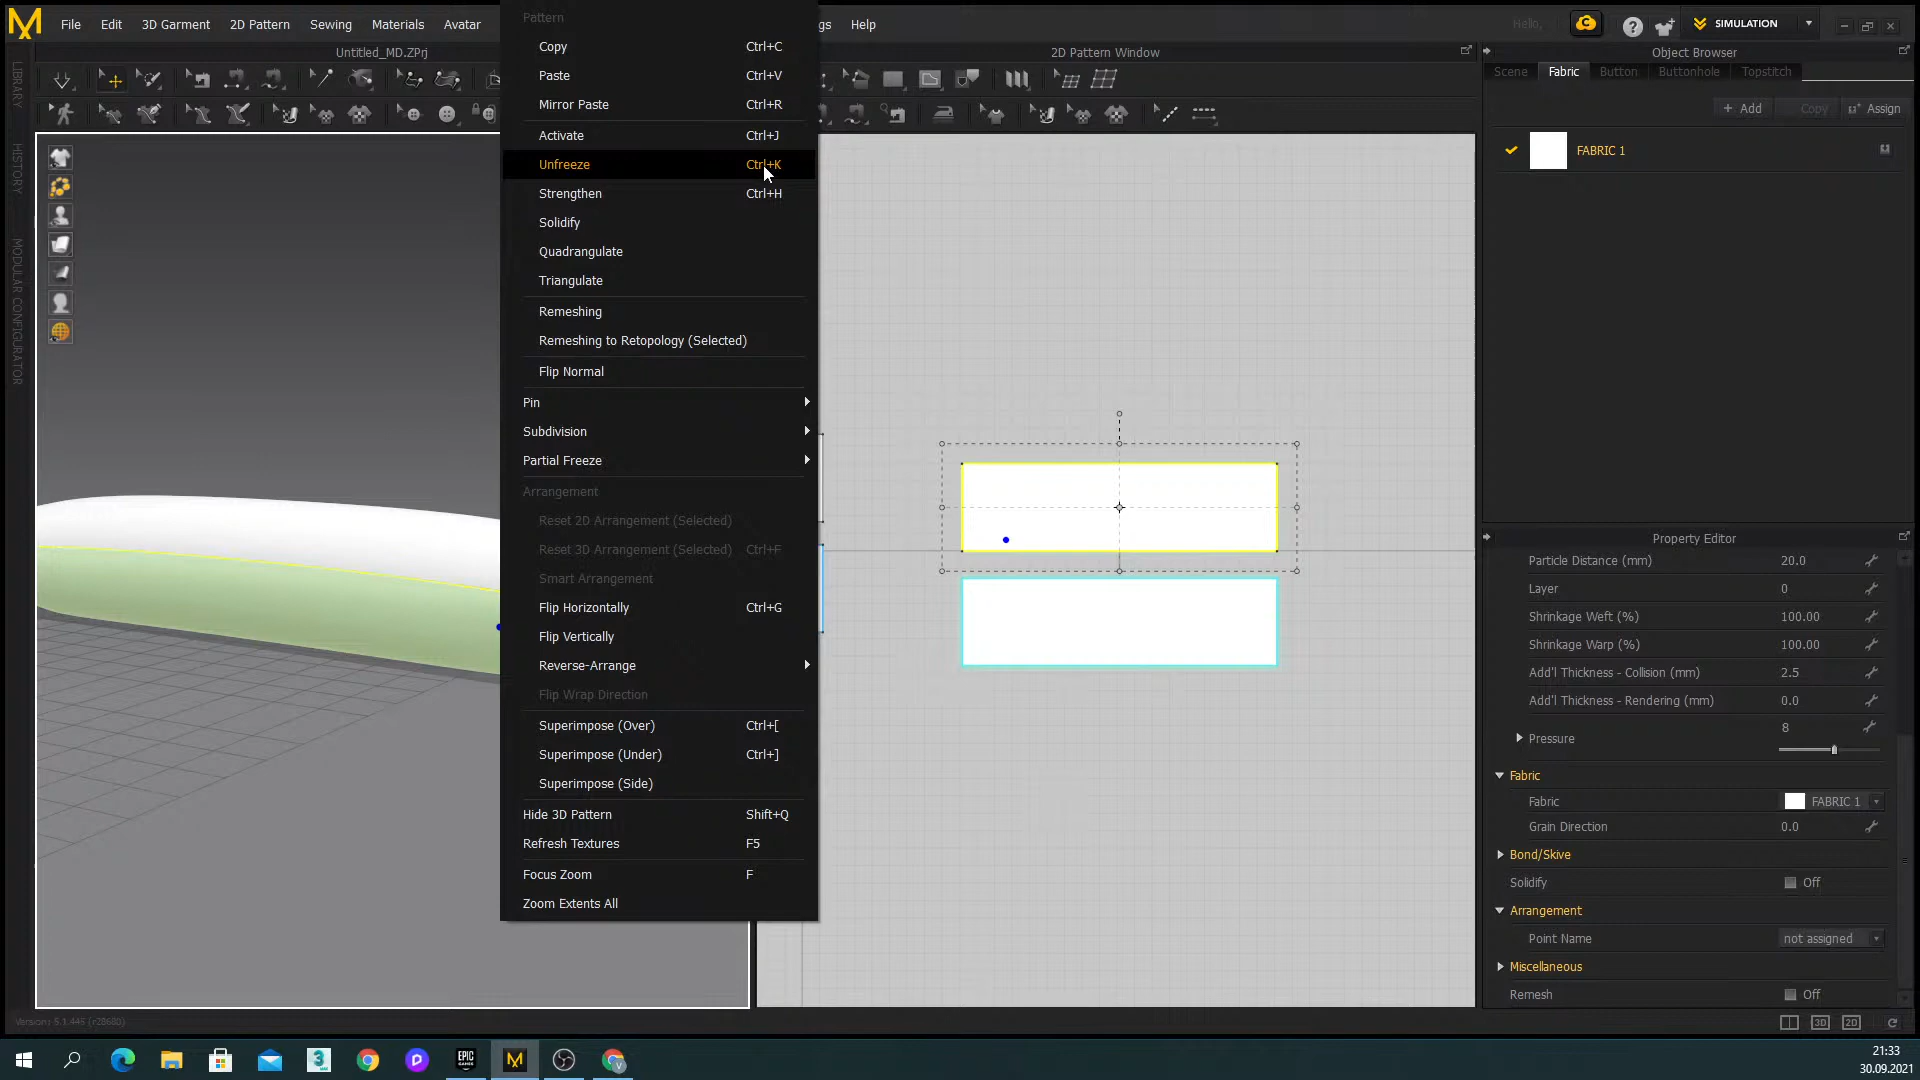 File Edit 3D Garment 2D Pattern Sewing Materials Avatar Help
Hello, SIMULATION
Untitled_MD.ZPrj 2D Pattern Window Object Browser
Scene Fabric Button Buttonhole Topstitch
+ Add Copy Assign
FABRIC 1
LIBRARY
HISTORY
MODULAR CONFIGURATOR
Pattern
Copy Ctrl+C
Paste Ctrl+V
Mirror Paste Ctrl+R
Activate Ctrl+J
Unfreeze Ctrl+K
Strengthen Ctrl+H
Solidify
Quadrangulate
Triangulate
Remeshing
Remeshing to Retopology (Selected)
Flip Normal
Pin
Subdivision
Partial Freeze
Arrangement
Reset 2D Arrangement (Selected)
Reset 3D Arrangement (Selected) Ctrl+F
Smart Arrangement
Flip Horizontally Ctrl+G
Flip Vertically
Reverse-Arrange
Flip Wrap Direction
Superimpose (Over) Ctrl+[
Superimpose (Under) Ctrl+]
Superimpose (Side)
Hide 3D Pattern Shift+Q
Refresh Textures F5
Focus Zoom F
Zoom Extents All
Property Editor
Particle Distance (mm) 20.0
Layer 0
Shrinkage Weft (%) 100.00
Shrinkage Warp (%) 100.00
Add'l Thickness - Collision (mm) 2.5
Add'l Thickness - Rendering (mm) 0.0
Pressure 8
Fabric
Fabric FABRIC 1
Grain Direction 0.0
Bond/Skive
Solidify Off
Arrangement
Point Name not assigned
Miscellaneous
Remesh Off
3D 2D
EPIC GAMES
21:33
30.09.2021